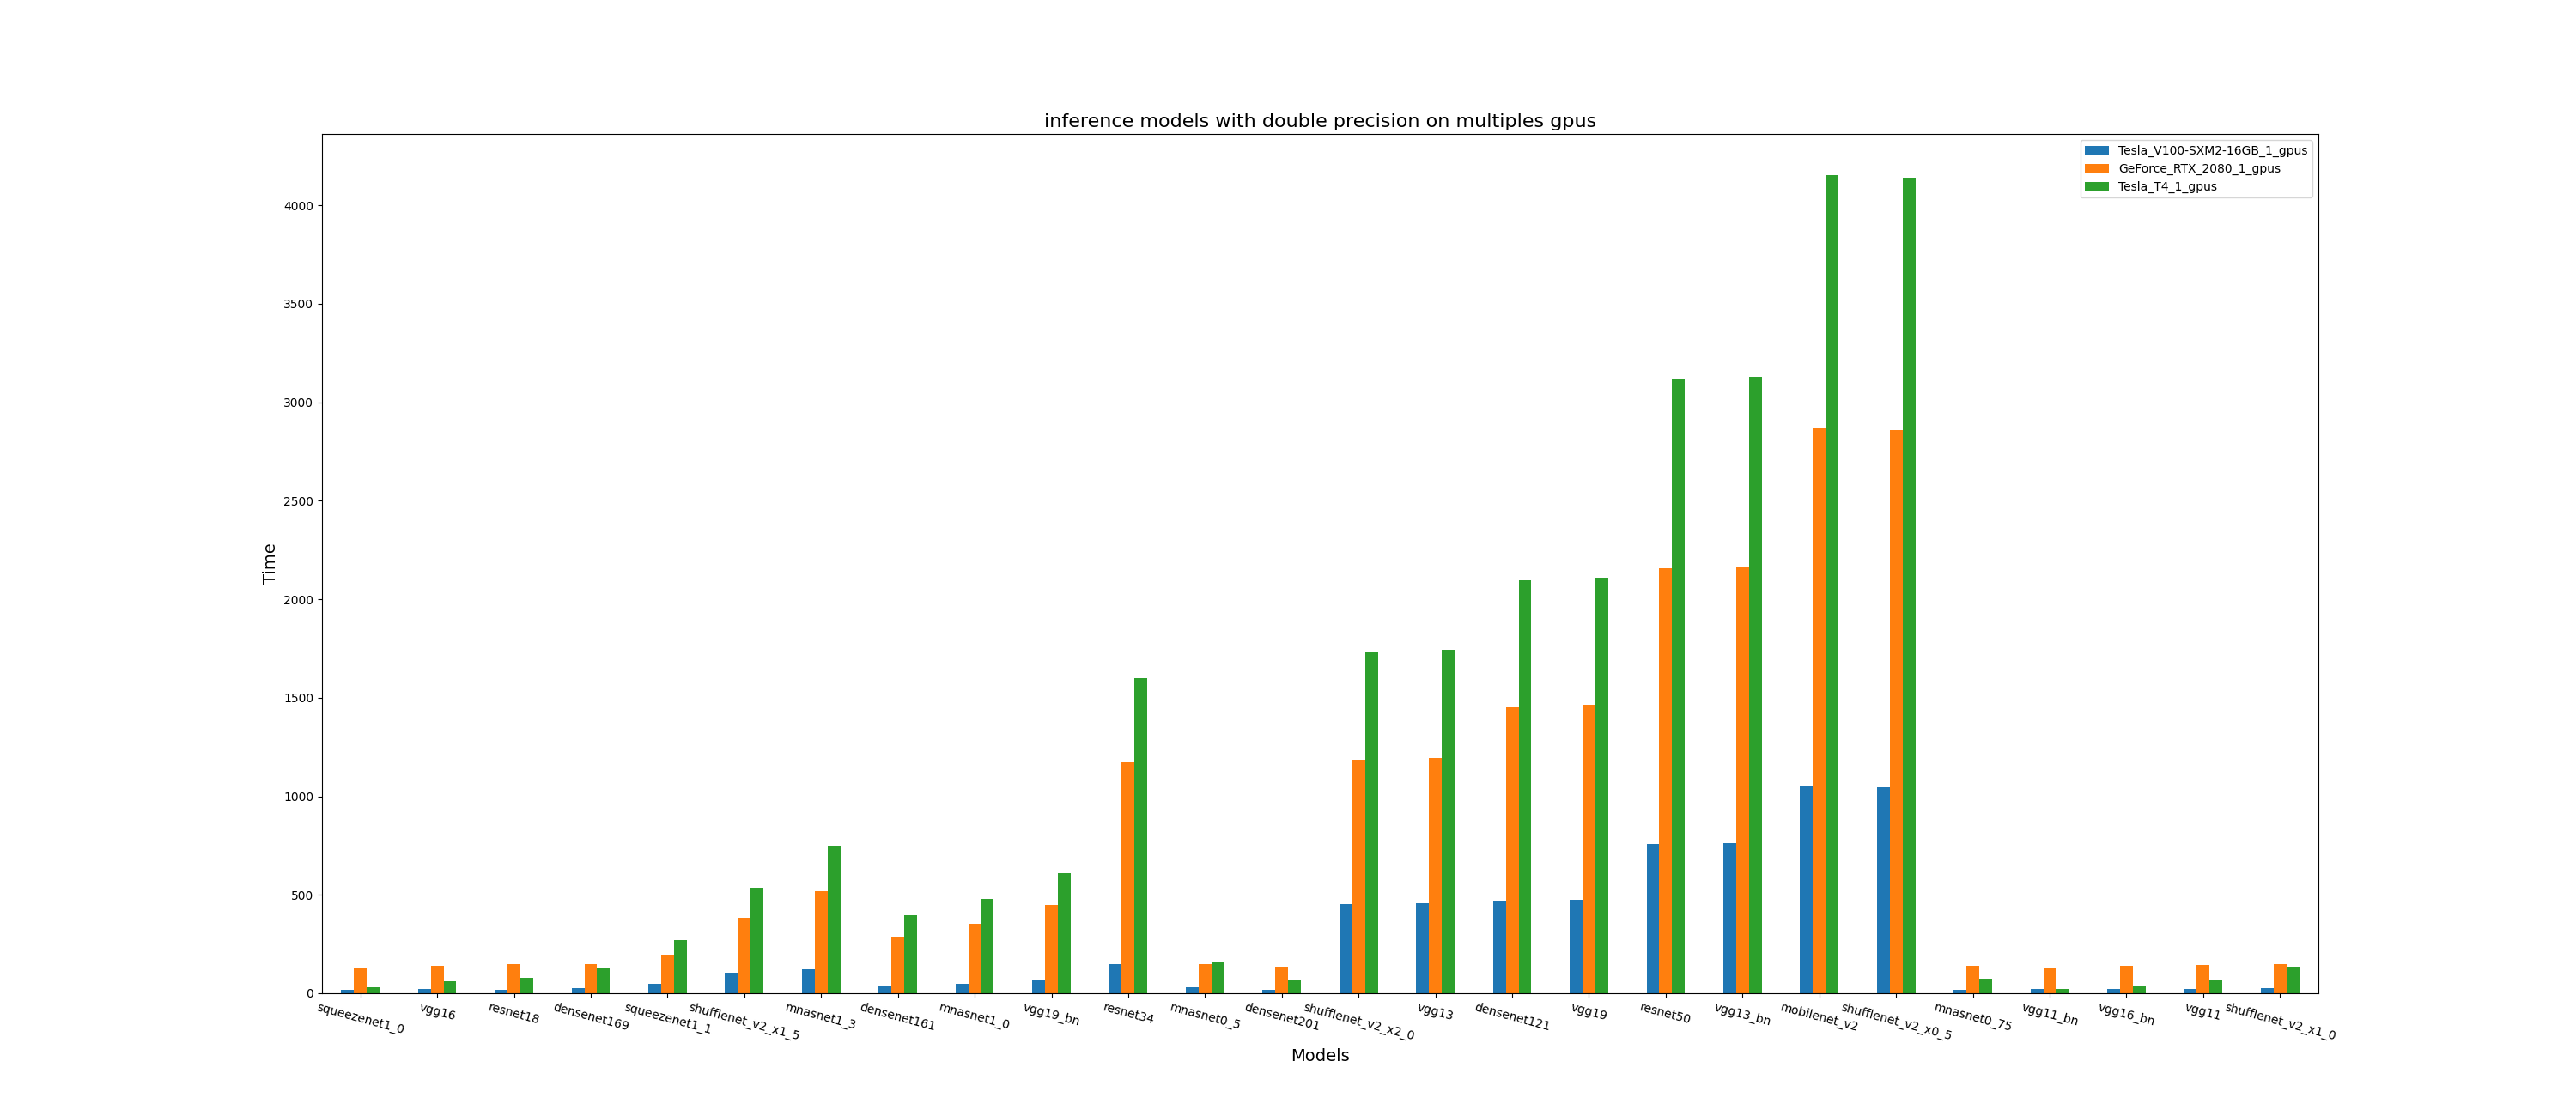 inference models with double precision on multiples gpus
Tesla_V100-SXM2-16GB_1_gpus
GeForce_RTX_2080_1_gpus
Tesla_T4_1_gpus
Time
4000
3500
3000
2500
2000
1500
1000
500
0
squeezenet1_0
vgg16
resnet18
densenet169
squeezenet1_1
shufflenet_v2_x1_5
mnasnet1_3
densenet161
mnasnet1_0
vgg19_bn
resnet34
mnasnet0_5
densenet201
shufflenet_v2_x2_0
vgg13
densenet121
vgg19
resnet50
vgg13_bn
mobilenet_v2
shufflenet_v2_x0_5
mnasnet0_75
vgg11_bn
vgg16_bn
vgg11
shufflenet_v2_x1_0
Models